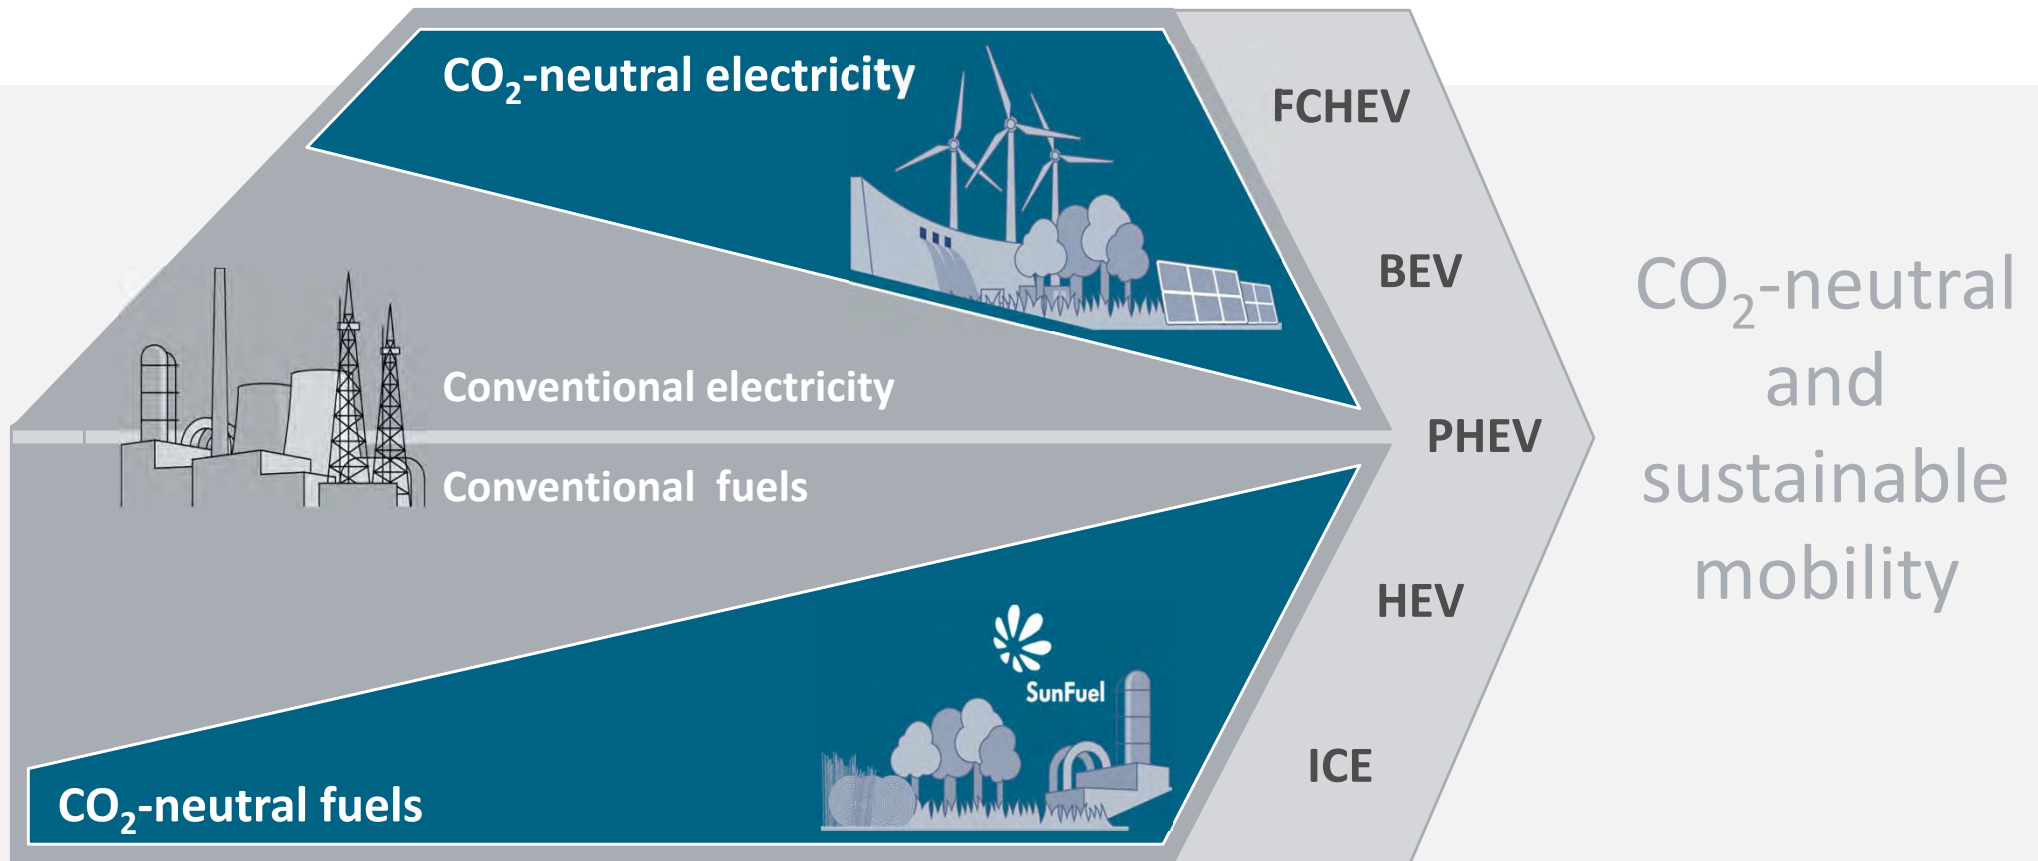 CO₂-neutral electricity
FCHEV
BEV
Conventional electricity
PHEV
Conventional fuels
HEV
SunFuel
ICE
CO₂-neutral fuels
CO₂-neutral
and
sustainable
mobility